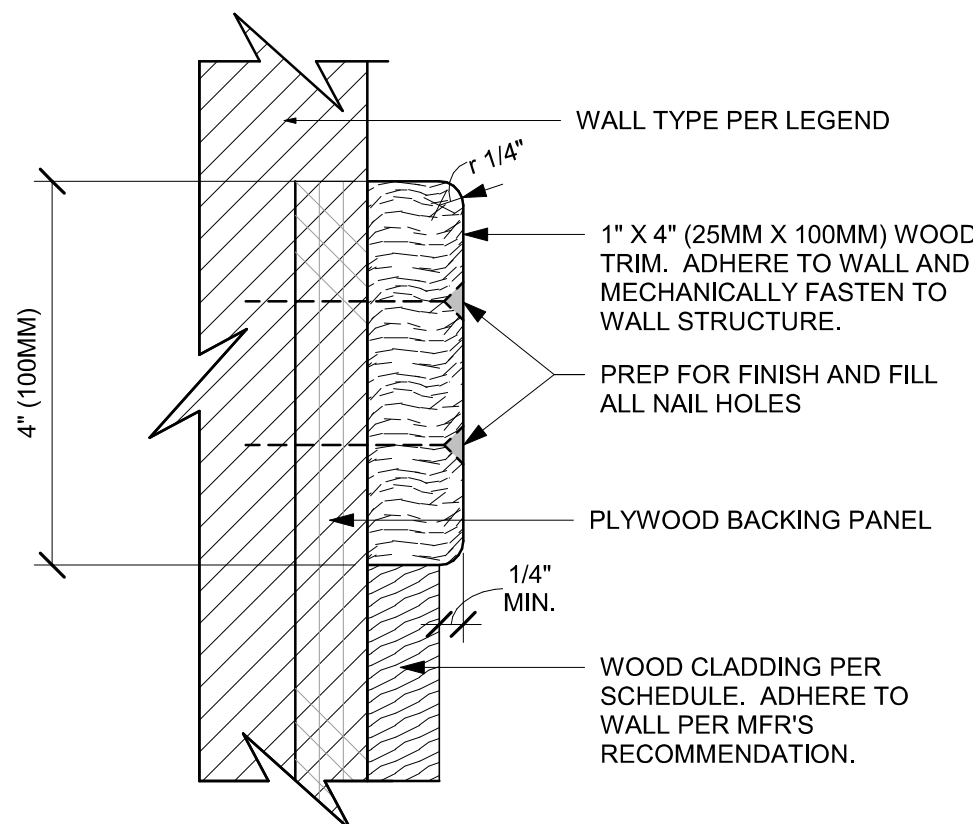 WALL TYPE PER LEGEND
r 1/4"
1" X 4" (25MM X 100MM) WOOD
TRIM. ADHERE TO WALL AND
MECHANICALLY FASTEN TO
WALL STRUCTURE.
PREP FOR FINISH AND FILL
ALL NAIL HOLES
4" (100MM)
PLYWOOD BACKING PANEL
1/4"
MIN.
WOOD CLADDING PER
SCHEDULE. ADHERE TO
WALL PER MFR'S
RECOMMENDATION.